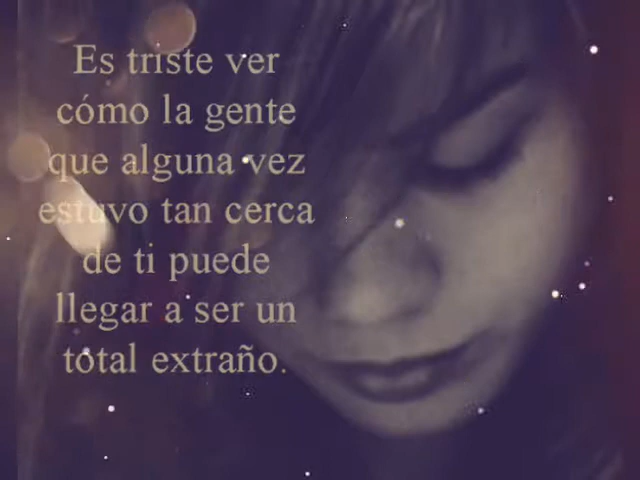 Es triste ver
cómo la gente
que alguna vez
estuvo tan cerca
de ti puede
llegar a ser un
total extraño.